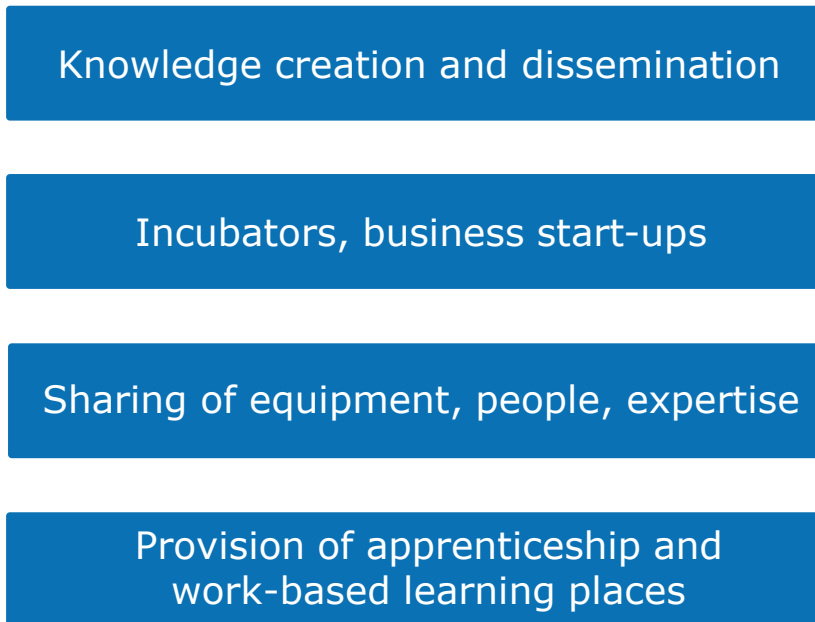 Knowledge creation and dissemination
Incubators, business start-ups
Sharing of equipment, people, expertise
Provision of apprenticeship and
work-based learning places